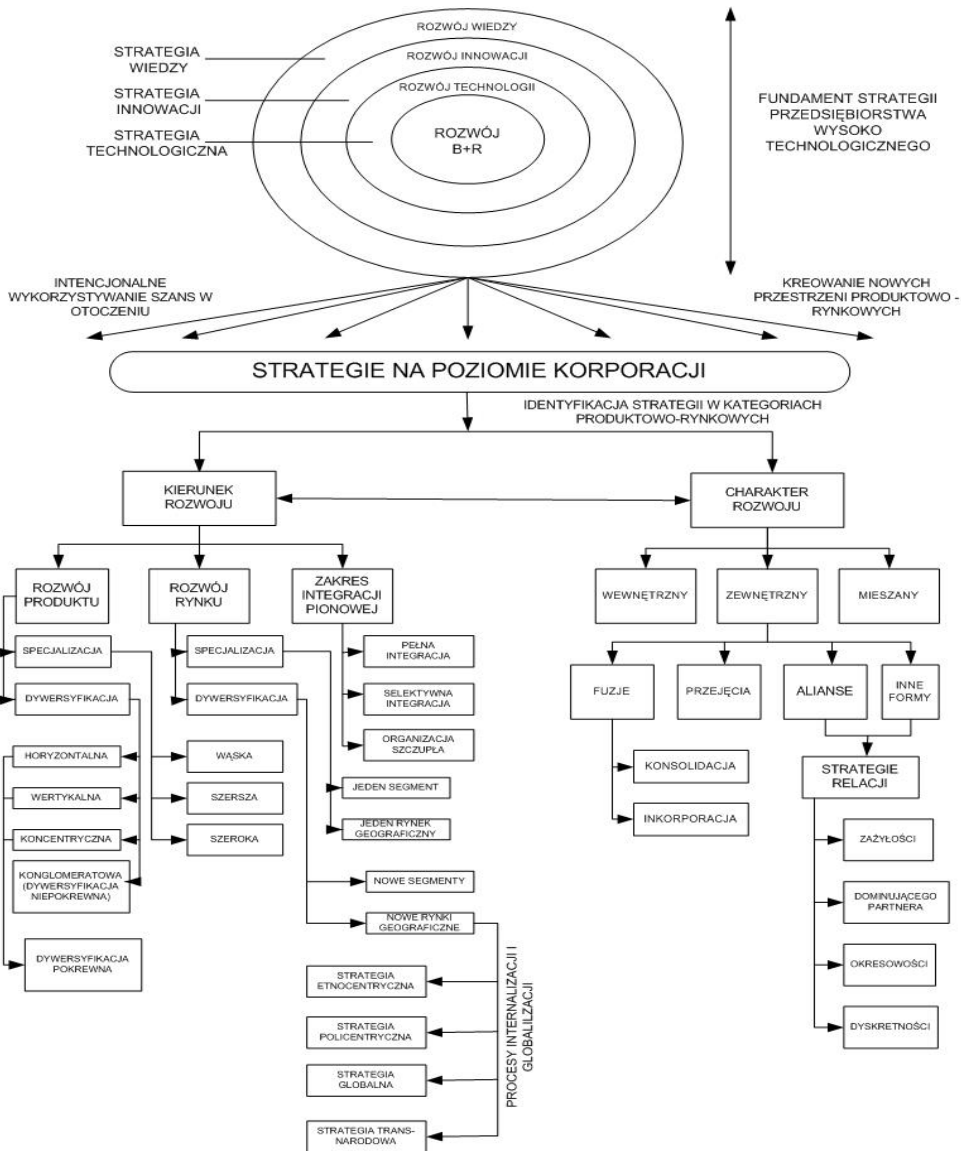 ROZWÓJ WIEDZY
ROZWÓJ INNOWACJI
ROZWÓJ TECHNOLOGII
ROZWÓJ
B+R
STRATEGIA
WIEDZY
STRATEGIA
INNOWACJI
STRATEGIA
TECHNOLOGICZNA
FUNDAMENT STRATEGII
PRZEDSIĘBIORSTWA
WYSOKO
TECHNOLOGICZNEGO
INTENCJONALNE
WYKORZYSTYWANIE SZANS W
OTOCZENIU
KREOWANIE NOWYCH
PRZESTRZENI PRODUKTOWO -
RYNKOWYCH
STRATEGIE NA POZIOMIE KORPORACJI
IDENTYFIKACJA STRATEGII W KATEGORIACH
PRODUKTOWO-RYNKOWYCH
KIERUNEK
ROZWOJU
CHARAKTER
ROZWOJU
ROZWÓJ
PRODUKTU
ROZWÓJ
RYNKU
ZAKRES
INTEGRACJI
PIONOWEJ
WEWNĘTRZNY
ZEWNĘTRZNY
MIESZANY
SPECJALIZACJA
DYWERSYFIKACJA
HORYZONTALNA
WERTYKALNA
KONCENTRYCZNA
KONGLOMERATOWA
(DYWERSYFIKACJA
NIEPOKREWNA)
DYWERSYFIKACJA
POKREWNA
WĄSKA
SZERSZA
SZEROKA
SPECJALIZACJA
DYWERSYFIKACJA
PEŁNA
INTEGRACJA
SELEKTYWNA
INTEGRACJA
ORGANIZACJA
SZCZUPŁA
JEDEN SEGMENT
JEDEN RYNEK
GEOGRAFICZNY
NOWE SEGMENTY
NOWE RYNKI
GEOGRAFICZNE
STRATEGIA
ETNOCENTRYCZNA
STRATEGIA
POLICENTRYCZNA
STRATEGIA
GLOBALNA
STRATEGIA TRANS-
NARODOWA
PROCESY INTERNALIZACJI I
GLOBALILZACJI
FUZJE
PRZEJĘCIA
ALIANSE
INNE
FORMY
KONSOLIDACJA
INKORPORACJA
STRATEGIE
RELACJI
ZAŻYŁOŚCI
DOMINUJĄCEGO
PARTNERA
OKRESOWOŚCI
DYSKRETNOŚCI